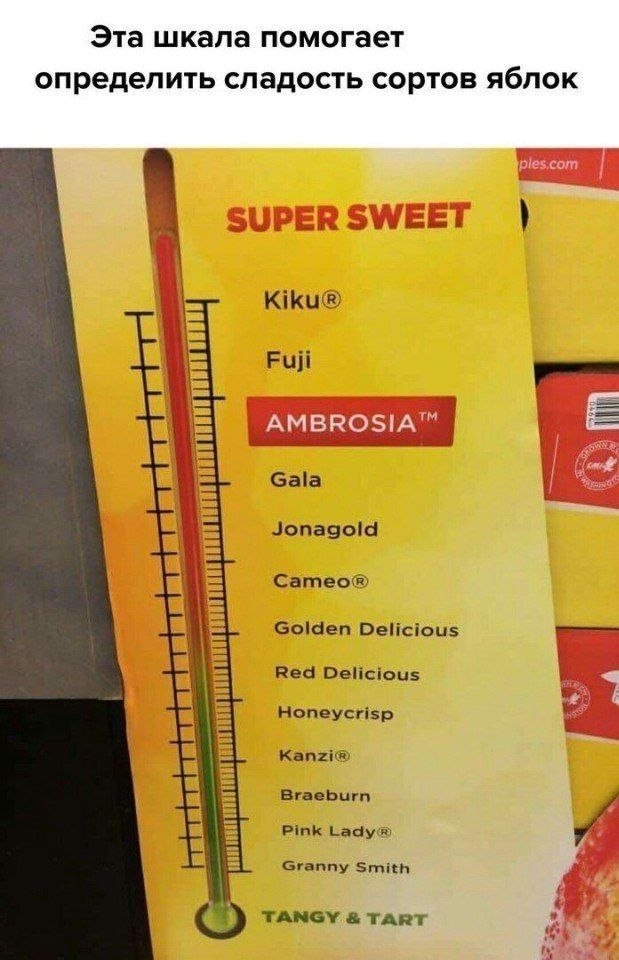 Эта шкала помогает
определить сладость сортов яблок
ples.com
SUPER SWEET
Kiku®
Fuji
AMBROSIA™
Gala
Jonagold
Cameo®
Golden Delicious
Red Delicious
Honeycrisp
Kanzi®
Braeburn
Pink Lady®
Granny Smith
TANGY & TART